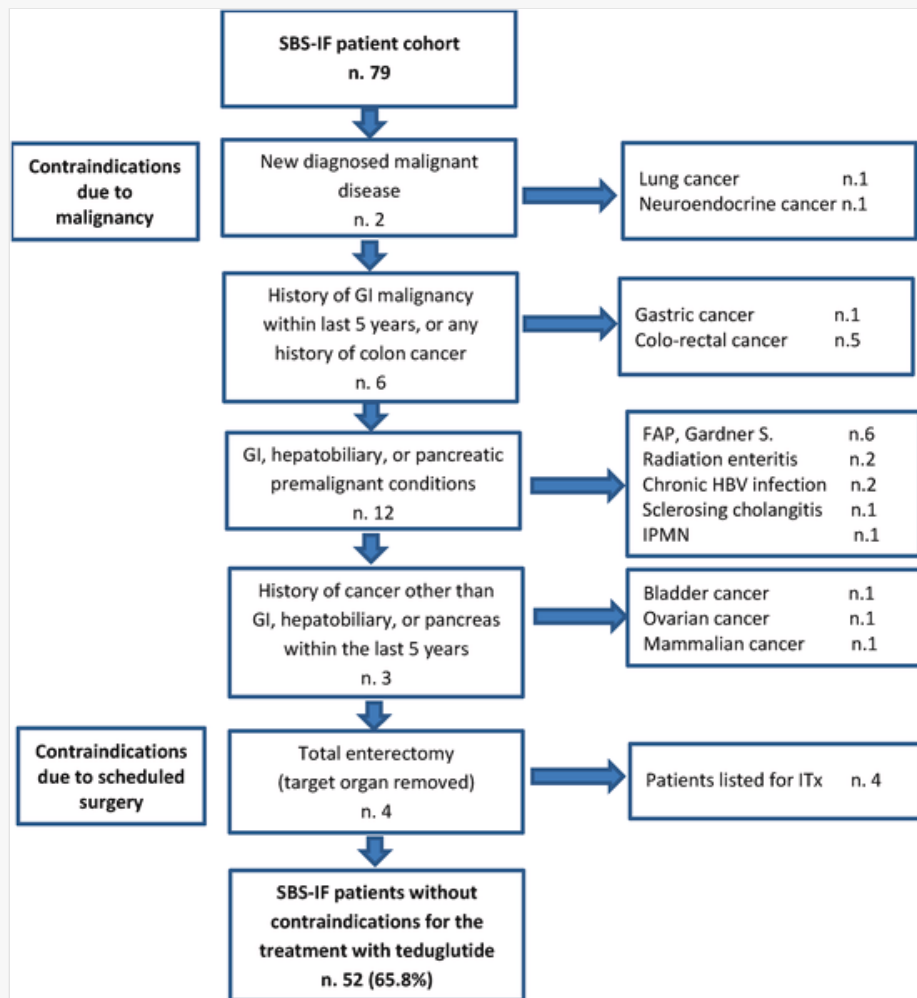 SBS-IF patient cohort
n. 79
Contraindications
due to
malignancy
New diagnosed malignant
disease
n. 2
Lung cancer n.1
Neuroendocrine cancer n.1
History of GI malignancy
within last 5 years, or any
history of colon cancer
n. 6
Gastric cancer n.1
Colo-rectal cancer n.5
GI, hepatobiliary, or pancreatic
premalignant conditions
n. 12
FAP, Gardner S. n.6
Radiation enteritis n.2
Chronic HBV infection n.2
Sclerosing cholangitis n.1
IPMN n.1
History of cancer other than
GI, hepatobiliary, or pancreas
within the last 5 years
n. 3
Bladder cancer n.1
Ovarian cancer n.1
Mammalian cancer n.1
Contraindications
due to scheduled
surgery
Total enterectomy
(target organ removed)
n. 4
Patients listed for ITx n. 4
SBS-IF patients without
contraindications for the
treatment with teduglutide
n. 52 (65.8%)